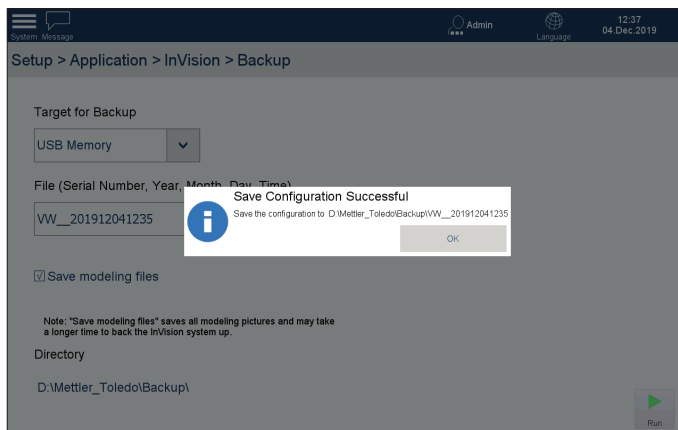 System Message
Admin
Language
12:37
04.Dec.2019
Setup > Application > InVision > Backup
Target for Backup
USB Memory
File (Serial Number, Year, Month, Day, Time)
VW__201912041235
Save Configuration Successful
Save the configuration to D:\Mettler_Toledo\Backup\VW__201912041235
OK
Save modeling files
Note: "Save modeling files" saves all modeling pictures and may take
a longer time to back the InVision system up.
Directory
D:\Mettler_Toledo\Backup\
Run